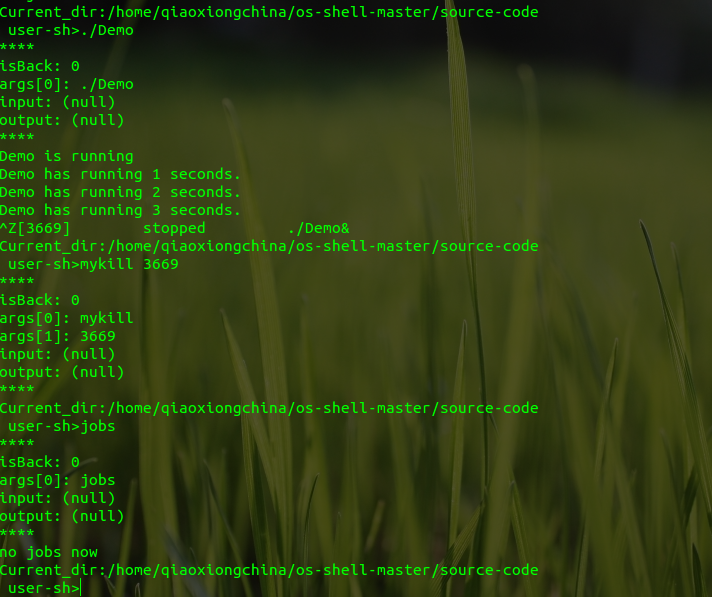 Current_dir:/home/qiaoxiongchina/os-shell-master/source-code
user-sh>./Demo
****
isBack: 0
args[0]: ./Demo
input: (null)
output: (null)
****
Demo is running
Demo has running 1 seconds.
Demo has running 2 seconds.
Demo has running 3 seconds.
^Z[3669]        stopped         ./Demo&
Current_dir:/home/qiaoxiongchina/os-shell-master/source-code
user-sh>mykill 3669
****
isBack: 0
args[0]: mykill
args[1]: 3669
input: (null)
output: (null)
****
Current_dir:/home/qiaoxiongchina/os-shell-master/source-code
user-sh>jobs
****
isBack: 0
args[0]: jobs
input: (null)
output: (null)
****
no jobs now
Current_dir:/home/qiaoxiongchina/os-shell-master/source-code
user-sh>